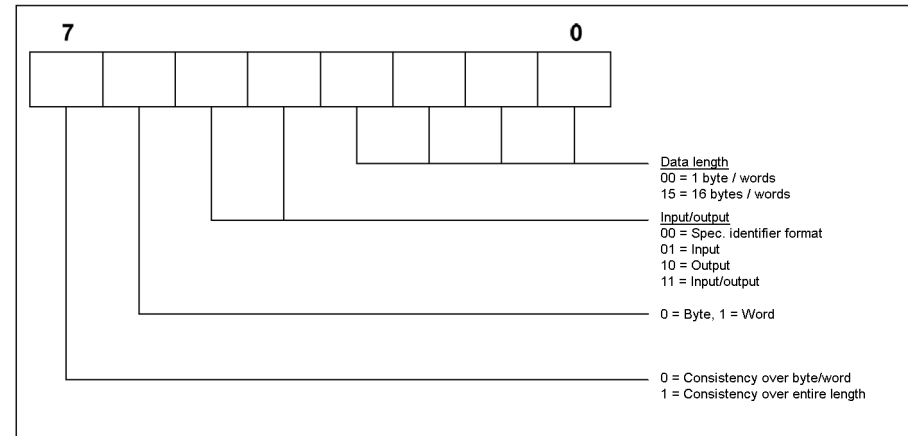 7 0
Data length
00 = 1 byte / words
15 = 16 bytes / words
Input/output
00 = Spec. identifier format
01 = Input
10 = Output
11 = Input/output
0 = Byte, 1 = Word
0 = Consistency over byte/word
1 = Consistency over entire length